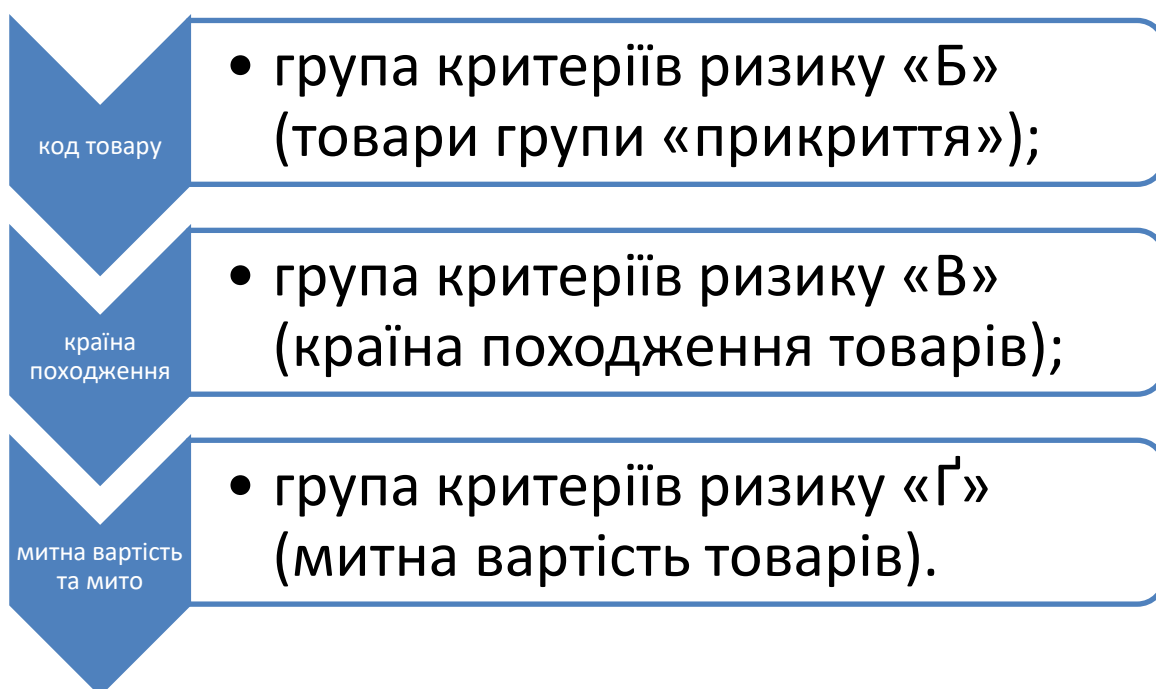 код товару
• група критеріїв ризику «Б»
(товари групи «прикриття»);
країна
походження
• група критеріїв ризику «В»
(країна походження товарів);
митна вартість
та мито
• група критеріїв ризику «Ґ»
(митна вартість товарів).